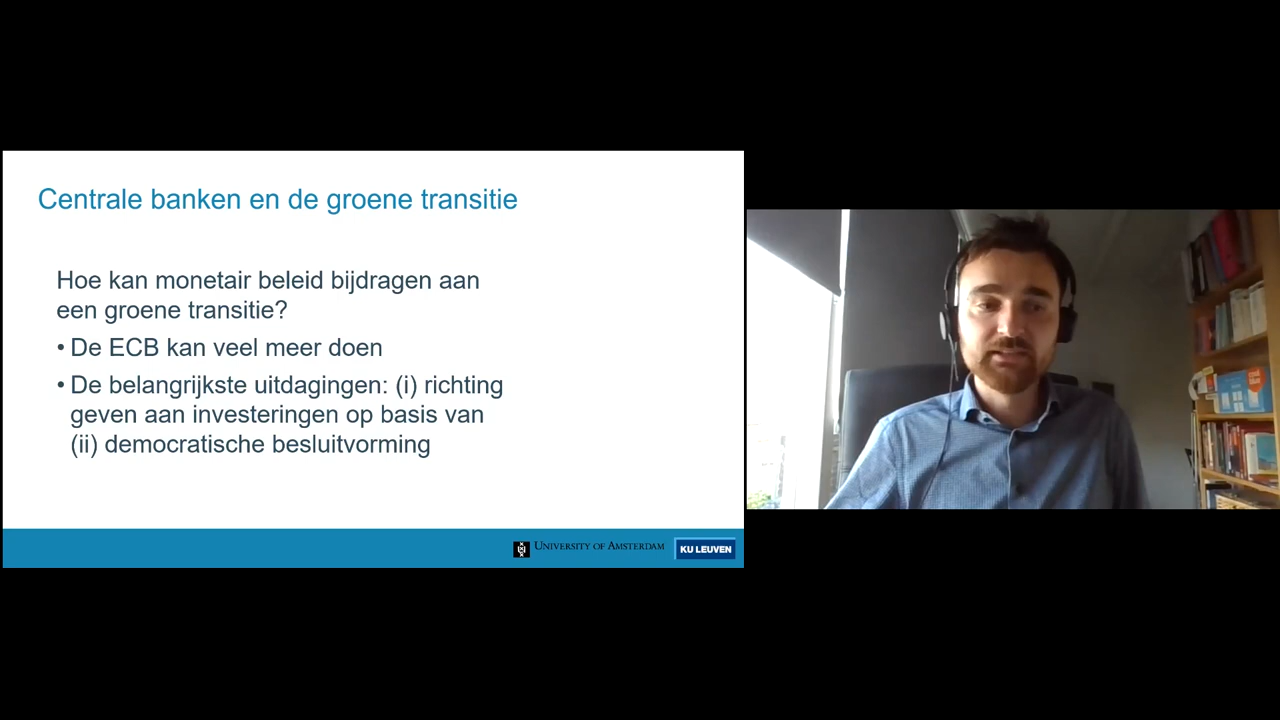 Centrale banken en de groene transitie
Hoe kan monetair beleid bijdragen aan
een groene transitie?
• De ECB kan veel meer doen
• De belangrijkste uitdagingen: (i) richting
geven aan investeringen op basis van
(ii) democratische besluitvorming
UNIVERSITY OF AMSTERDAM
KU LEUVEN